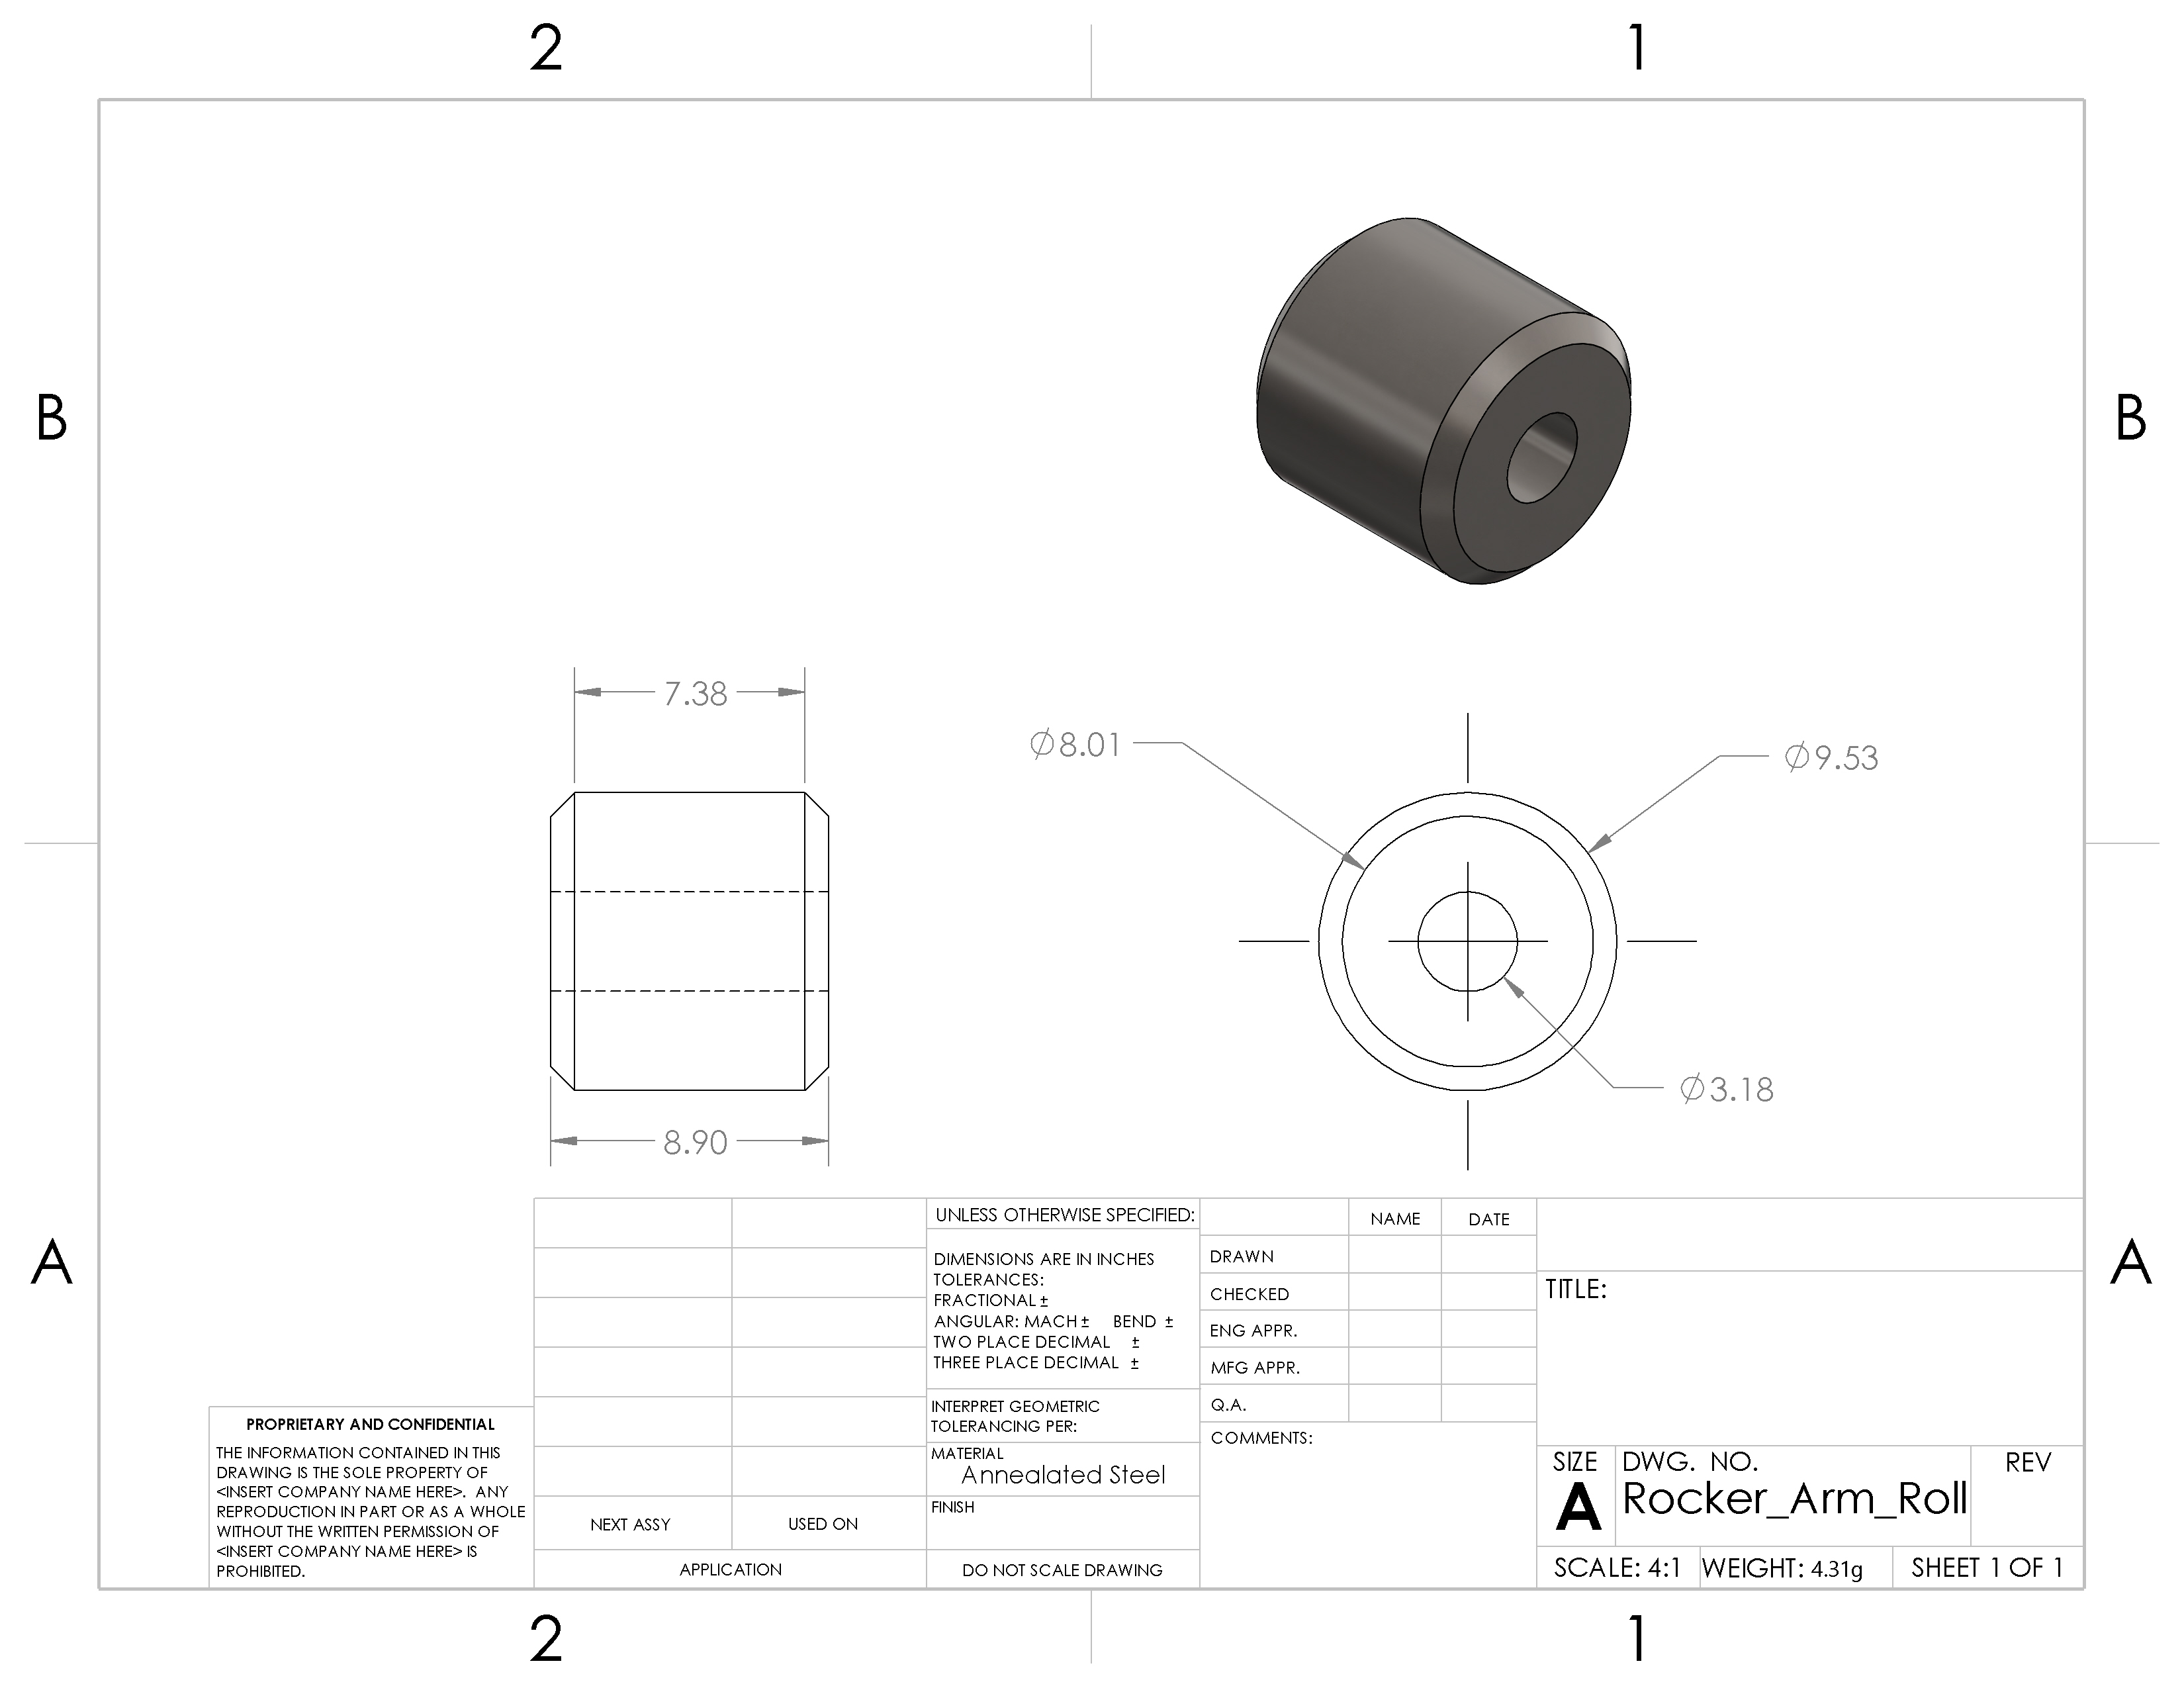 2 1
B B
7.38
⌀8.01
⌀9.53
⌀3.18
8.90
A A
UNLESS OTHERWISE SPECIFIED:
DIMENSIONS ARE IN INCHES
TOLERANCES:
FRACTIONAL ±
ANGULAR: MACH ± BEND ±
TWO PLACE DECIMAL ±
THREE PLACE DECIMAL ±
INTERPRET GEOMETRIC
TOLERANCING PER:
MATERIAL
Annealated Steel
FINISH
DO NOT SCALE DRAWING
NAME DATE
DRAWN
CHECKED
ENG APPR.
MFG APPR.
Q.A.
COMMENTS:
TITLE:
SIZE DWG. NO. REV
A Rocker_Arm_Roll
SCALE: 4:1 WEIGHT: 4.31g SHEET 1 OF 1
PROPRIETARY AND CONFIDENTIAL
THE INFORMATION CONTAINED IN THIS
DRAWING IS THE SOLE PROPERTY OF
<INSERT COMPANY NAME HERE>. ANY
REPRODUCTION IN PART OR AS A WHOLE
WITHOUT THE WRITTEN PERMISSION OF
<INSERT COMPANY NAME HERE> IS
PROHIBITED.
NEXT ASSY USED ON
APPLICATION
2 1